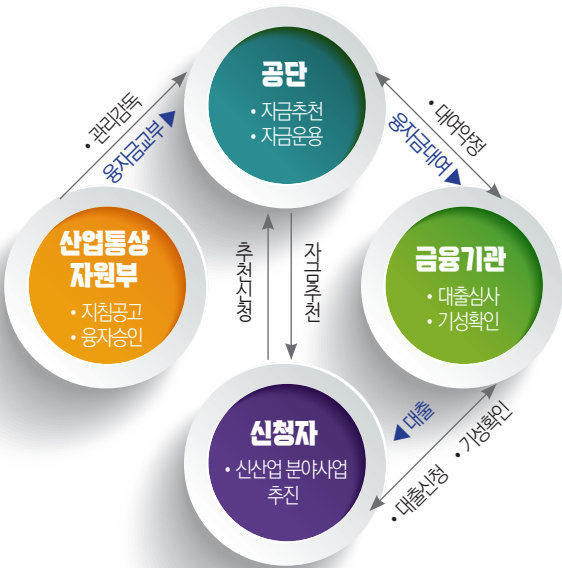 공단
• 자금추천
• 자금운용
• 관리감독
융자금교부▶
• 대여약정
융자금대여▶
산업통상
자원부
• 지침공고
• 융자승인
추천신청
자금추천
금융기관
• 대출심사
• 기성확인
신청자
• 신산업 분야사업
추진
◀대출
• 대출신청
• 기성확인